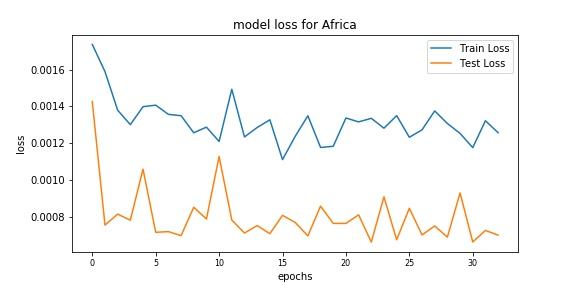 model loss for Africa
Train Loss
Test Loss
loss
0.0016
0.0014
0.0012
0.0010
0.0008
0 5 10 15 20 25 30
epochs